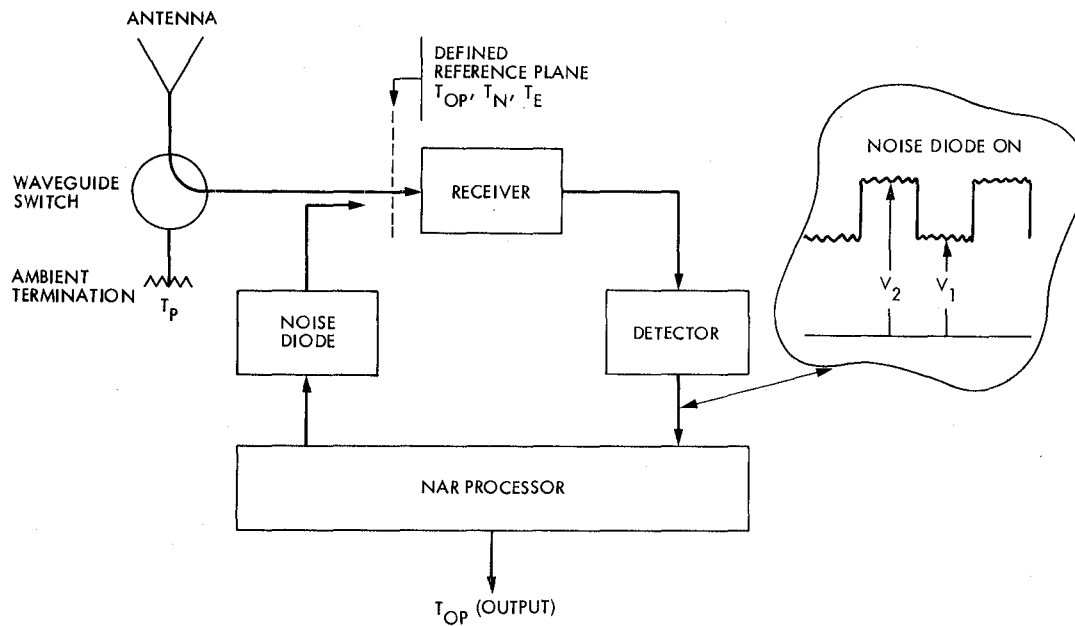 ANTENNA
DEFINED
REFERENCE PLANE
T_OP, T_N, T_E
NOISE DIODE ON
WAVEGUIDE
SWITCH
RECEIVER
AMBIENT
TERMINATION
T_P
NOISE
DIODE
DETECTOR
V_2
V_1
NAR PROCESSOR
T_OP (OUTPUT)